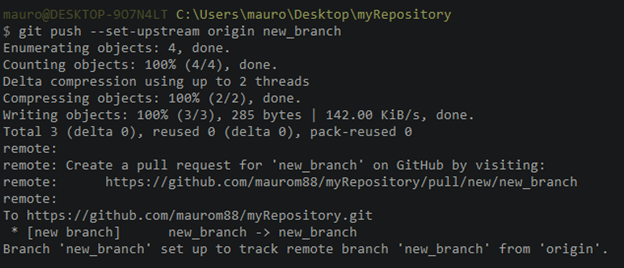 mauro@DESKTOP-9O7N4LT C:\Users\mauro\Desktop\myRepository
$ git push --set-upstream origin new_branch
Enumerating objects: 4, done.
Counting objects: 100% (4/4), done.
Delta compression using up to 2 threads
Compressing objects: 100% (2/2), done.
Writing objects: 100% (3/3), 285 bytes | 142.00 KiB/s, done.
Total 3 (delta 0), reused 0 (delta 0), pack-reused 0
remote:
remote: Create a pull request for 'new_branch' on GitHub by visiting:
remote:      https://github.com/maurom88/myRepository/pull/new/new_branch
remote:
To https://github.com/maurom88/myRepository.git
 * [new branch]      new_branch -> new_branch
Branch 'new_branch' set up to track remote branch 'new_branch' from 'origin'.